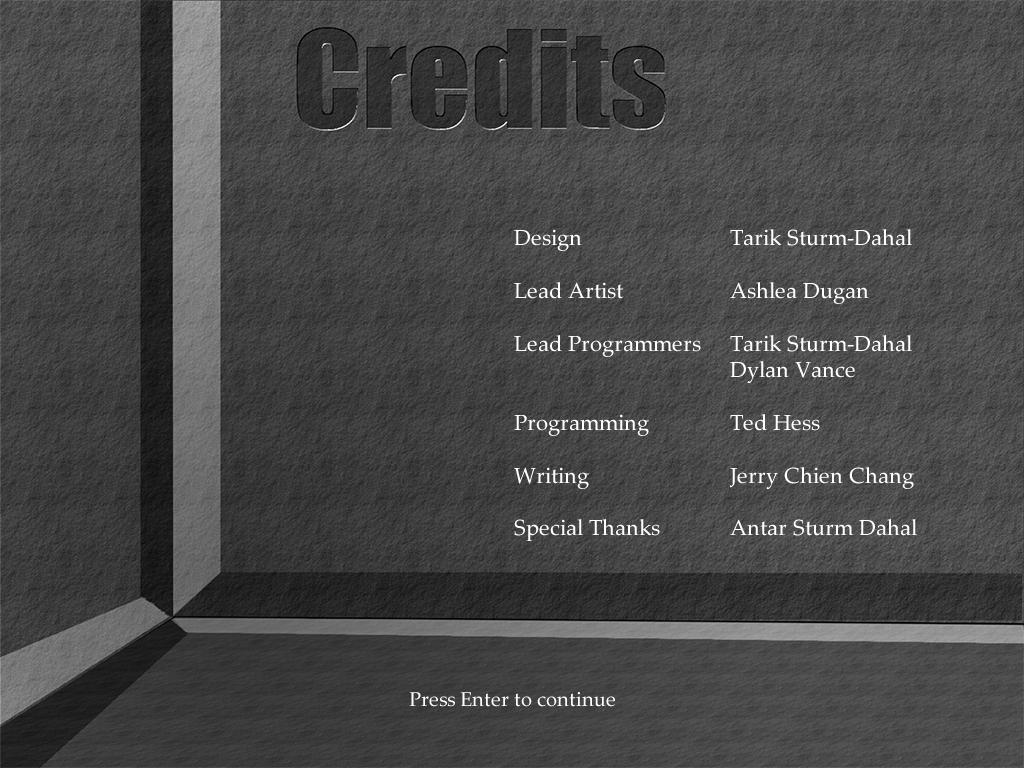 Credits
Design Tarik Sturm-Dahal
Lead Artist Ashlea Dugan
Lead Programmers Tarik Sturm-Dahal
Dylan Vance
Programming Ted Hess
Writing Jerry Chien Chang
Special Thanks Antar Sturm Dahal
Press Enter to continue